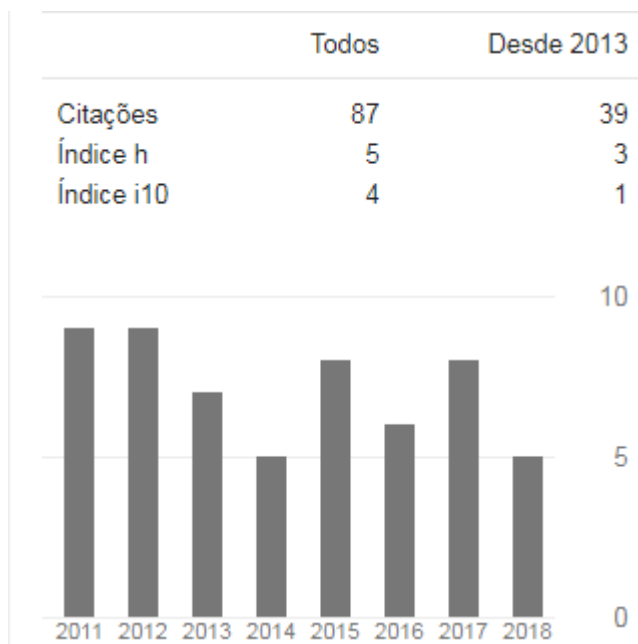 Todos Desde 2013
Citações 87 39
Índice h 5 3
Índice i10 4 1
10
5
0
2011 2012 2013 2014 2015 2016 2017 2018